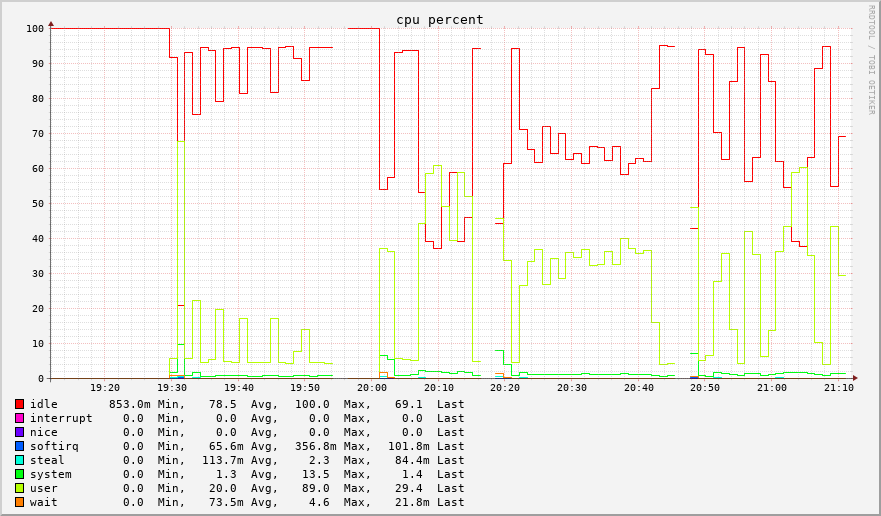 cpu percent
RRDTOOL / TOBI OETIKER
100
90
80
70
60
50
40
30
20
10
0
19:20 19:30 19:40 19:50 20:00 20:10 20:20 20:30 20:40 20:50 21:00 21:10
idle 853.0m Min, 78.5 Avg, 100.0 Max, 69.1 Last
interrupt 0.0 Min, 0.0 Avg, 0.0 Max, 0.0 Last
nice 0.0 Min, 0.0 Avg, 0.0 Max, 0.0 Last
softirq 0.0 Min, 65.6m Avg, 356.8m Max, 101.8m Last
steal 0.0 Min, 113.7m Avg, 2.3 Max, 84.4m Last
system 0.0 Min, 1.3 Avg, 13.5 Max, 1.4 Last
user 0.0 Min, 20.0 Avg, 89.0 Max, 29.4 Last
wait 0.0 Min, 73.5m Avg, 4.6 Max, 21.8m Last